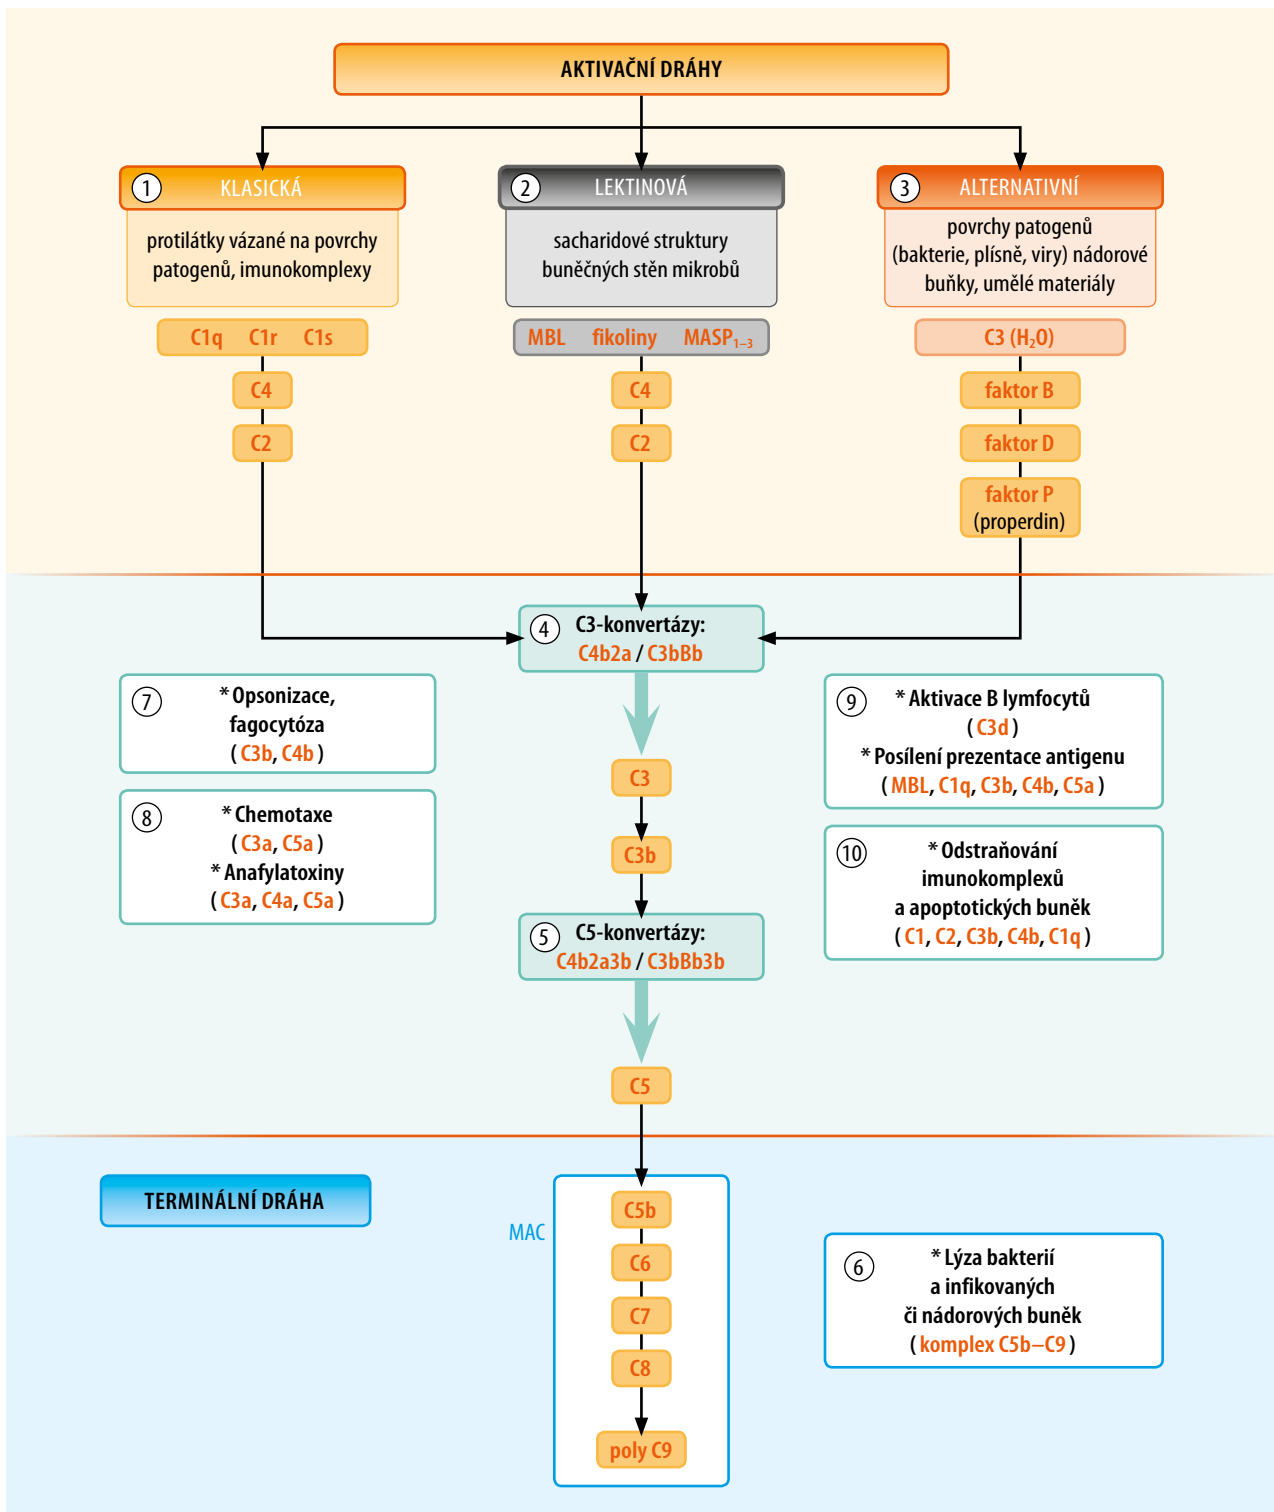 AKTIVAČNÍ DRÁHY
1 KLASICKÁ
protilátky vázané na povrchy
patogenů, imunokomplexy
C1q C1r C1s
C4
C2
2 LEKTINOVÁ
sacharidové struktury
buněčných stěn mikrobů
MBL fikoliny MASP₁₋₃
C4
C2
3 ALTERNATIVNÍ
povrchy patogenů
(bakterie, plísně, viry) nádorové
buňky, umělé materiály
C3 (H₂O)
faktor B
faktor D
faktor P
(properdin)
4 C3-konvertázy:
C4b2a / C3bBb
7 * Opsonizace,
fagocytóza
( C3b, C4b )
8 * Chemotaxe
( C3a, C5a )
* Anafylatoxiny
( C3a, C4a, C5a )
C3
C3b
5 C5-konvertázy:
C4b2a3b / C3bBb3b
C5
9 * Aktivace B lymfocytů
( C3d )
* Posílení prezentace antigenu
( MBL, C1q, C3b, C4b, C5a )
10 * Odstraňování
imunokomplexů
a apoptotických buněk
( C1, C2, C3b, C4b, C1q )
TERMINÁLNÍ DRÁHA
MAC
C5b
C6
C7
C8
poly C9
6 * Lýza bakterií
a infikovaných
či nádorových buněk
( komplex C5b–C9 )